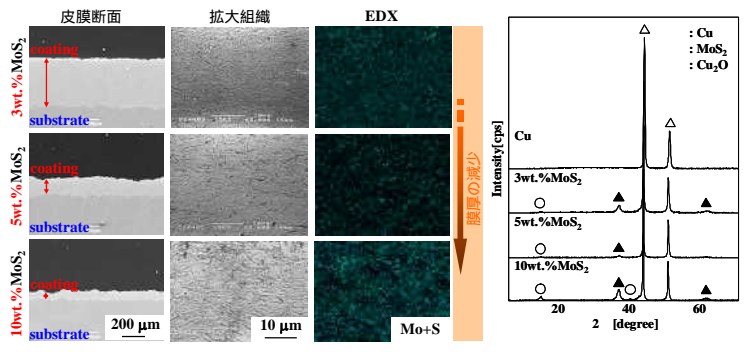 皮膜断面
拡大組織
EDX
3wt.%MoS₂
coating
substrate
5wt.%MoS₂
coating
substrate
10wt.%MoS₂
coating
substrate
200 μm
10 μm
Mo+S
膜厚の減少
Intensity[cps]
: Cu
: MoS₂
: Cu₂O
Cu
3wt.%MoS₂
5wt.%MoS₂
10wt.%MoS₂
20 40 60
2 [degree]